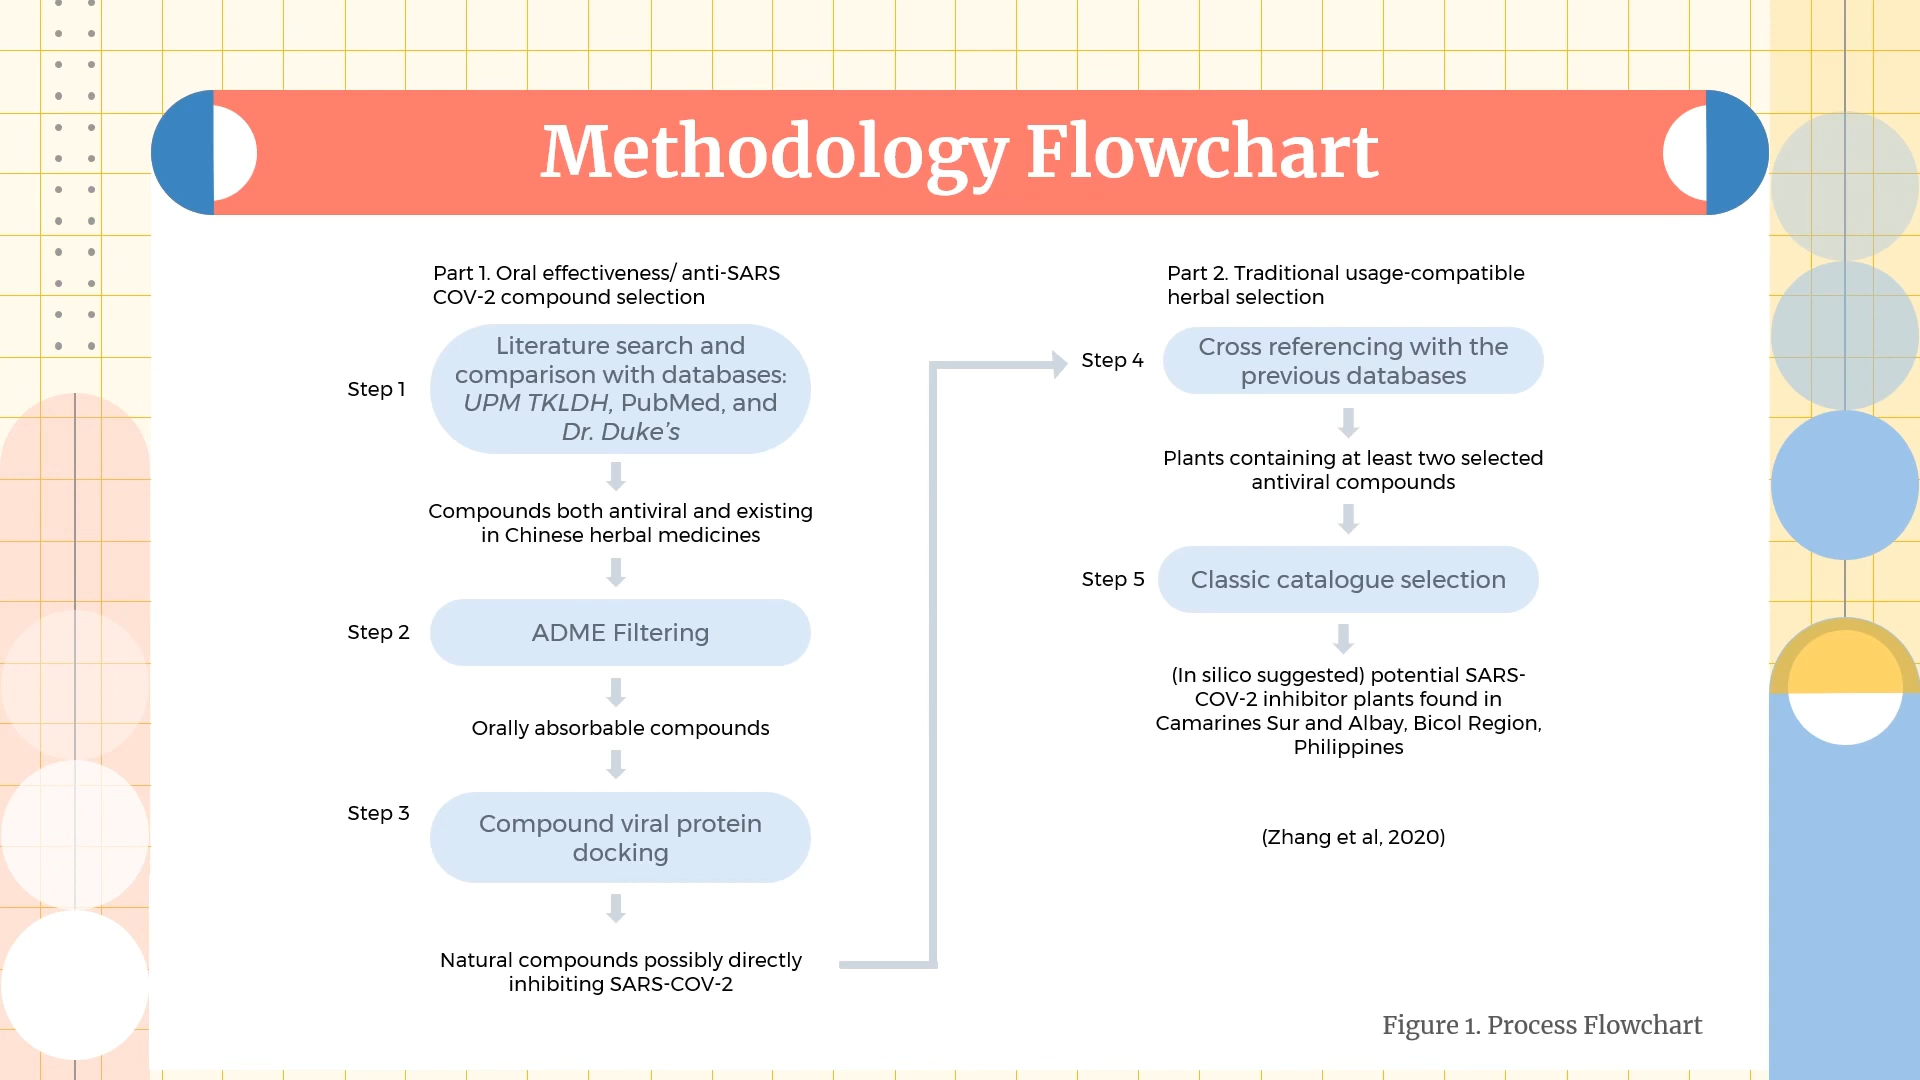 Methodology Flowchart
Part 1. Oral effectiveness/ anti-SARS
COV-2 compound selection
Step 1
Literature search and
comparison with databases:
UPM TKLDH, PubMed, and
Dr. Duke's
Compounds both antiviral and existing
in Chinese herbal medicines
Step 2
ADME Filtering
Orally absorbable compounds
Step 3
Compound viral protein
docking
Natural compounds possibly directly
inhibiting SARS-COV-2
Part 2. Traditional usage-compatible
herbal selection
Step 4
Cross referencing with the
previous databases
Plants containing at least two selected
antiviral compounds
Step 5
Classic catalogue selection
(In silico suggested) potential SARS-
COV-2 inhibitor plants found in
Camarines Sur and Albay, Bicol Region,
Philippines
(Zhang et al, 2020)
Figure 1. Process Flowchart